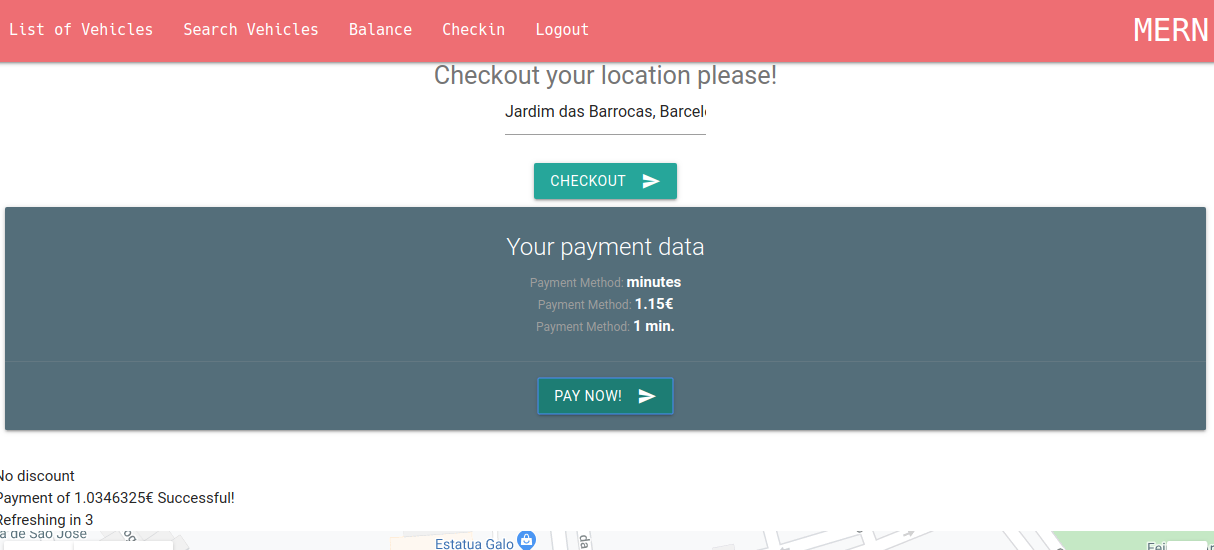 List of Vehicles Search Vehicles Balance Checkin Logout MERN
Checkout your location please!
Jardim das Barrocas, Barcel
CHECKOUT
Your payment data
Payment Method: minutes
Payment Method: 1.15€
Payment Method: 1 min.
PAY NOW!
No discount
Payment of 1.0346325€ Successful!
Refreshing in 3
a de São José
Estatua Galo
da